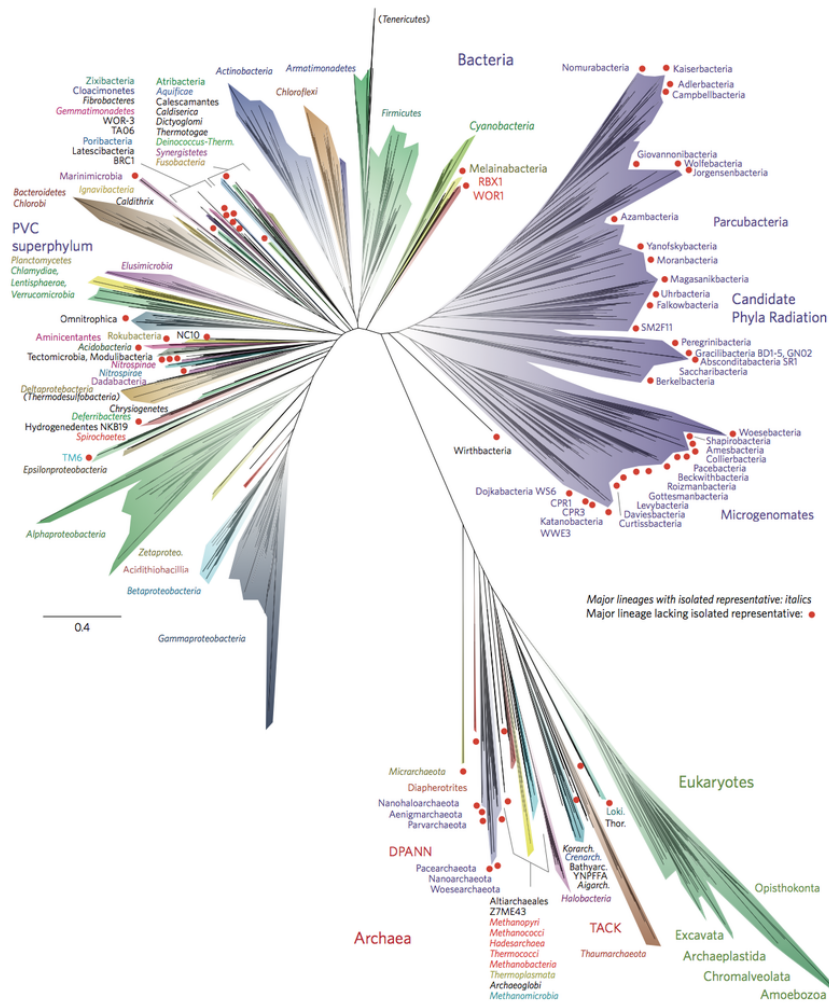 (Tenericutes)
Bacteria
Armatimonadetes
Actinobacteria
Zixibacteria
Cloacimonetes
Fibrobacteres
Gemmatimonadetes
WOR-3
TA06
Poribacteria
Latescibacteria
BRC1
Atribacteria
Aquificae
Calescamantes
Caldiserica
Dictyoglomi
Thermotogae
Deinococcus-Therm.
Synergistetes
Fusobacteria
Chloroflexi
Firmicutes
Cyanobacteria
Melainabacteria
RBX1
WOR1
Nomurabacteria
Kaiserbacteria
Adlerbacteria
Campbellbacteria
Giovannonibacteria
Wolfebacteria
Jorgensenbacteria
Azambacteria
Parcubacteria
Yanofskybacteria
Moranbacteria
Magasanikbacteria
Uhrbacteria
Falkowbacteria
Candidate
Phyla Radiation
SM2F11
Peregrinibacteria
Gracilibacteria BD1-5, GN02
Absconditabacteria SR1
Saccharibacteria
Berkelbacteria
Marinimicrobia
Ignavibacteria
Caldithrix
Bacteroidetes
Chlorobi
PVC
superphylum
Planctomycetes
Chlamydiae,
Lentisphaerae,
Verrucomicrobia
Elusimicrobia
Omnitrophica
Aminicentantes
Rokubacteria
NC10
Acidobacteria
Tectomicrobia, Modulibacteria
Nitrospinae
Nitrospirae
Dadabacteria
Deltaproteobacteria
(Thermodesulfobacteria)
Chrysiogenetes
Deferribacteres
Hydrogenedentes NKB19
Spirochaetes
TM6
Epsilonproteobacteria
Alphaproteobacteria
Zetaproteo.
Acidithiobacillia
Betaproteobacteria
Gammaproteobacteria
0.4
Wirthbacteria
Woesebacteria
Shapirobacteria
Amesbacteria
Collierbacteria
Pacebacteria
Beckwithbacteria
Roizmanbacteria
Gottesmanbacteria
Levybacteria
Daviesbacteria
Curtissbacteria
Dojkabacteria WS6
CPR1
CPR3
Katanobacteria
WWE3
Microgenomates
Major lineages with isolated representative: italics
Major lineage lacking isolated representative:
Micrarchaeota
Diapherotrites
Nanohaloarchaeota
Aenigmarchaeota
Parvarchaeota
DPANN
Pacearchaeota
Nanoarchaeota
Woesearchaeota
Archaea
Altiarchaeales
Z7ME43
Methanopyri
Methanococci
Hadesarchaea
Thermococci
Methanobacteria
Thermoplasmata
Archaeoglobi
Methanomicrobia
Halobacteria
Korarch.
Crenarch.
Bathyarc.
YNPFFA
Aigarch.
TACK
Thaumarchaeota
Loki.
Thor.
Eukaryotes
Opisthokonta
Excavata
Archaeplastida
Chromalveolata
Amoebozoa